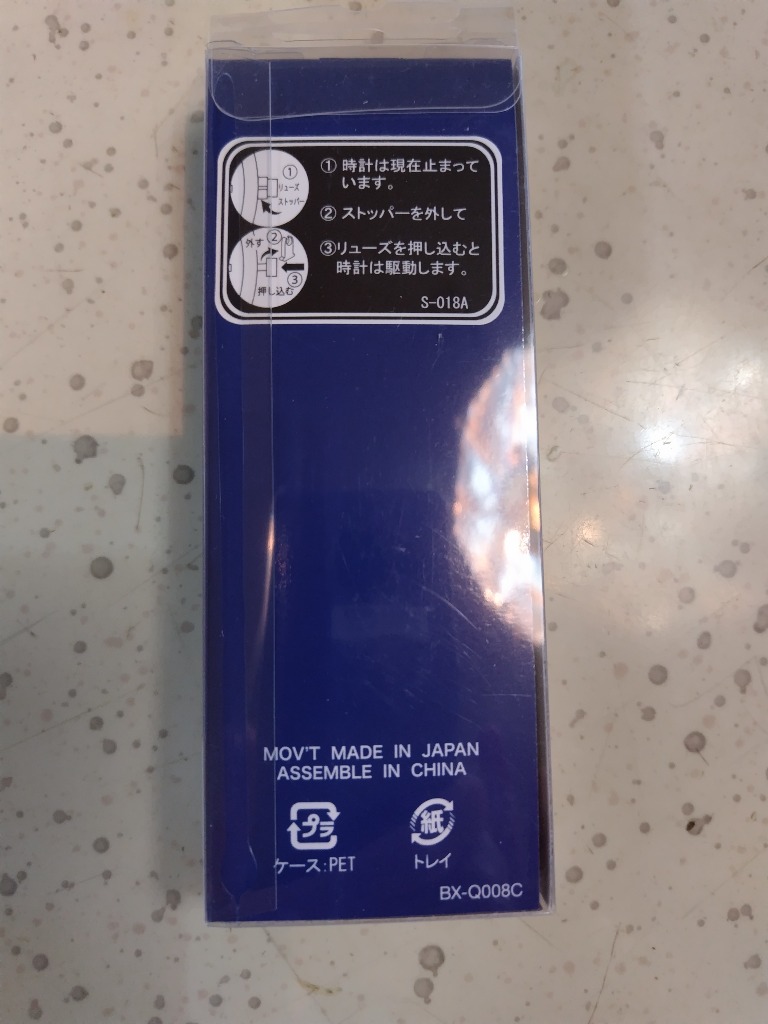 ①
リューズ
ストッパー
外す ②
③
押し込む
① 時計は現在止まって
います。
② ストッパーを外して
③リューズを押し込むと
時計は駆動します。
S-018A
MOV'T MADE IN JAPAN
ASSEMBLE IN CHINA
プラ
紙
ケース:PET
トレイ
BX-Q008C